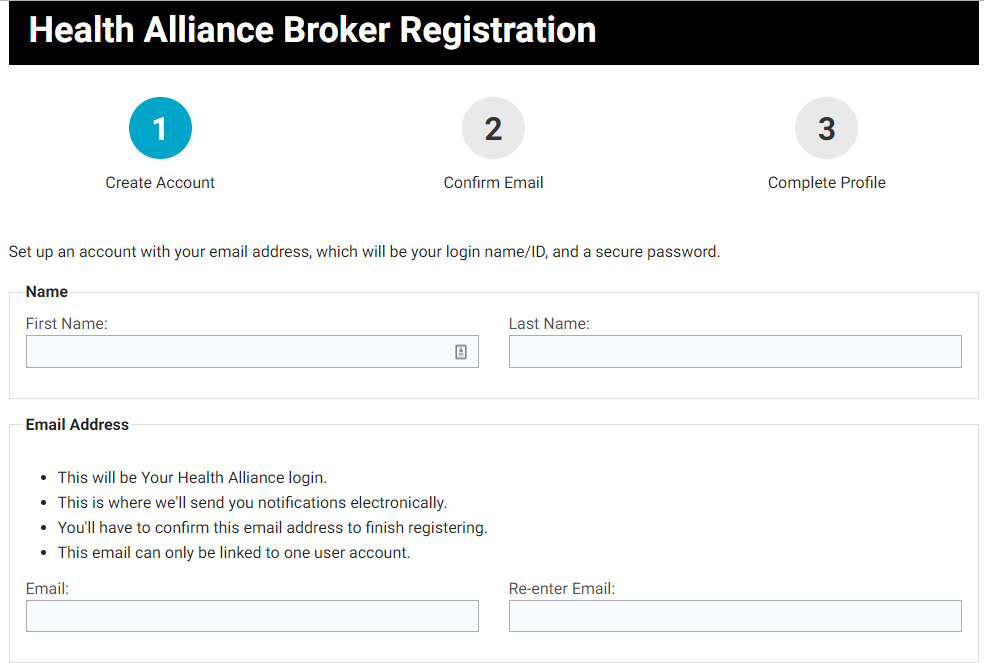 Health Alliance Broker Registration
1 2 3
Create Account Confirm Email Complete Profile
Set up an account with your email address, which will be your login name/ID, and a secure password.
Name
First Name: Last Name:
Email Address
• This will be Your Health Alliance login.
• This is where we'll send you notifications electronically.
• You'll have to confirm this email address to finish registering.
• This email can only be linked to one user account.
Email: Re-enter Email: